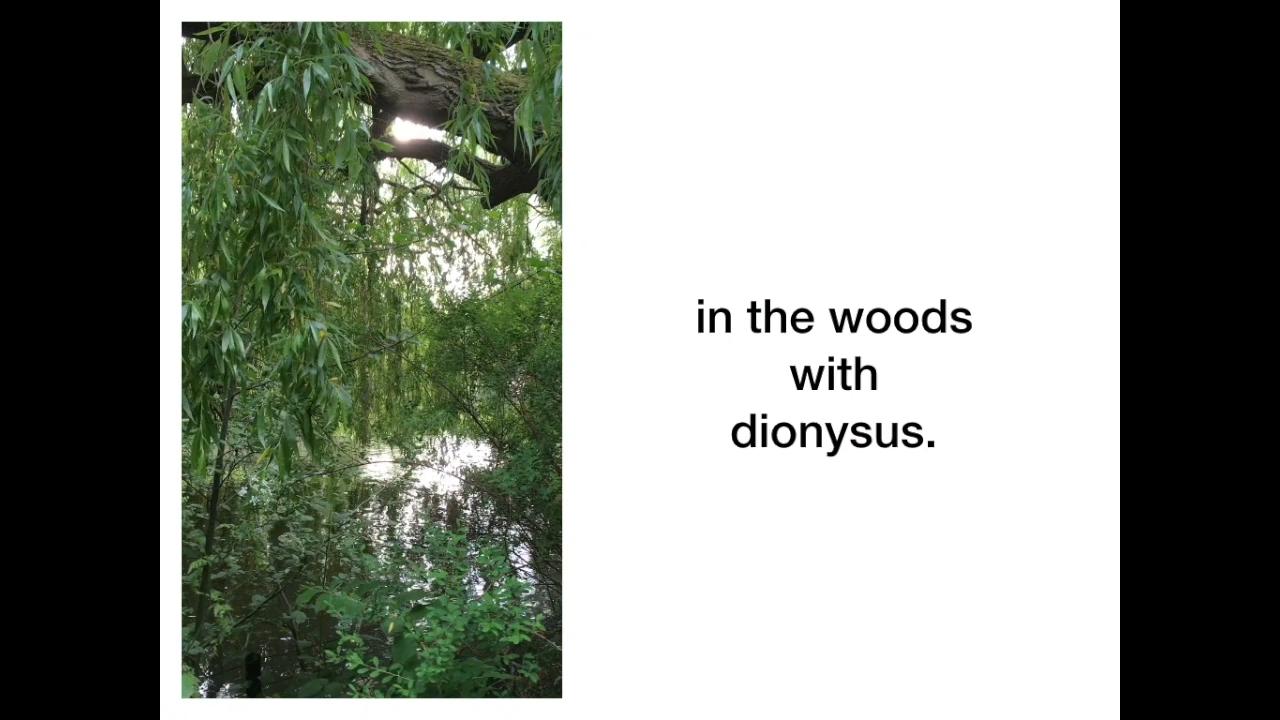 in the woods
with
dionysus.